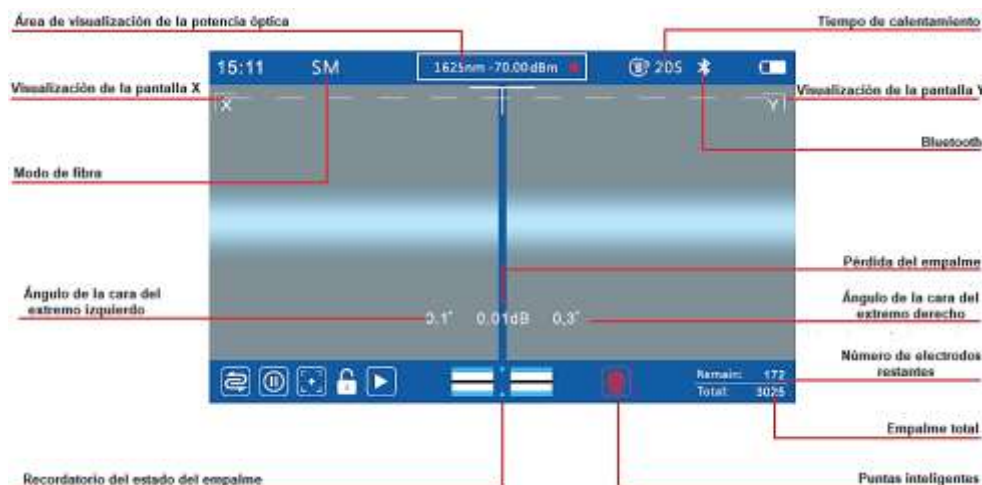 Área de visualización de la potencia óptica
Tiempo de calentamiento
15:11 SM 1625nm -70.00dBm 20S
Visualización de la pantalla X
Visualización de la pantalla Y
X
Y
Bluetooth
Modo de fibra
Pérdida del empalme
Ángulo de la cara del
extremo izquierdo
Ángulo de la cara del
extremo derecho
0.1° 0.01dB 0.3°
Número de electrodos
restantes
Remain: 172
Total: 3025
Empalme total
Recordatorio del estado del empalme
Puntas inteligentes